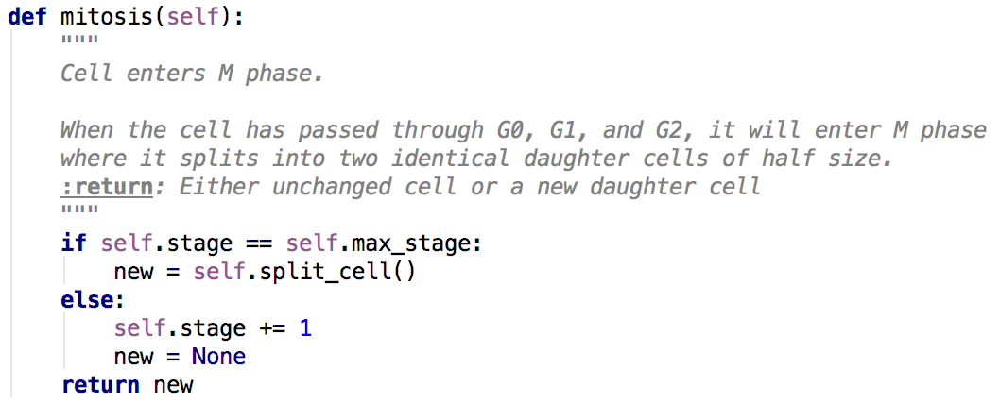 def mitosis(self):
    """
    Cell enters M phase.

    When the cell has passed through G0, G1, and G2, it will enter M phase
    where it splits into two identical daughter cells of half size.
    :return: Either unchanged cell or a new daughter cell
    """
    if self.stage == self.max_stage:
        new = self.split_cell()
    else:
        self.stage += 1
        new = None
    return new